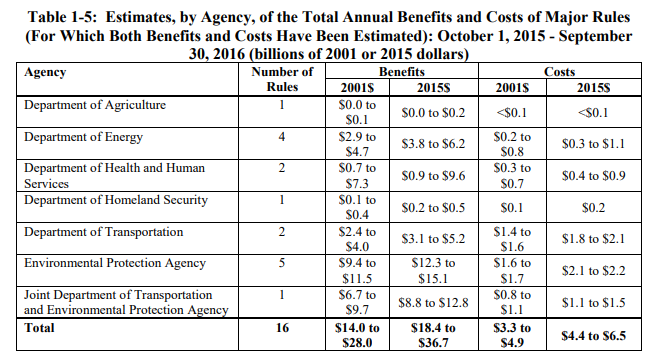 Table 1-5: Estimates, by Agency, of the Total Annual Benefits and Costs of Major Rules
(For Which Both Benefits and Costs Have Been Estimated): October 1, 2015 - September
30, 2016 (billions of 2001 or 2015 dollars)
Agency Number of Rules Benefits Costs
2001$ 2015$ 2001$ 2015$
Department of Agriculture 1 $0.0 to $0.1 $0.0 to $0.2 <$0.1 <$0.1
Department of Energy 4 $2.9 to $4.7 $3.8 to $6.2 $0.2 to $0.8 $0.3 to $1.1
Department of Health and Human Services 2 $0.7 to $7.3 $0.9 to $9.6 $0.3 to $0.7 $0.4 to $0.9
Department of Homeland Security 1 $0.1 to $0.4 $0.2 to $0.5 $0.1 $0.2
Department of Transportation 2 $2.4 to $4.0 $3.1 to $5.2 $1.4 to $1.6 $1.8 to $2.1
Environmental Protection Agency 5 $9.4 to $11.5 $12.3 to $15.1 $1.6 to $1.7 $2.1 to $2.2
Joint Department of Transportation and Environmental Protection Agency 1 $6.7 to $9.7 $8.8 to $12.8 $0.8 to $1.1 $1.1 to $1.5
Total 16 $14.0 to $28.0 $18.4 to $36.7 $3.3 to $4.9 $4.4 to $6.5